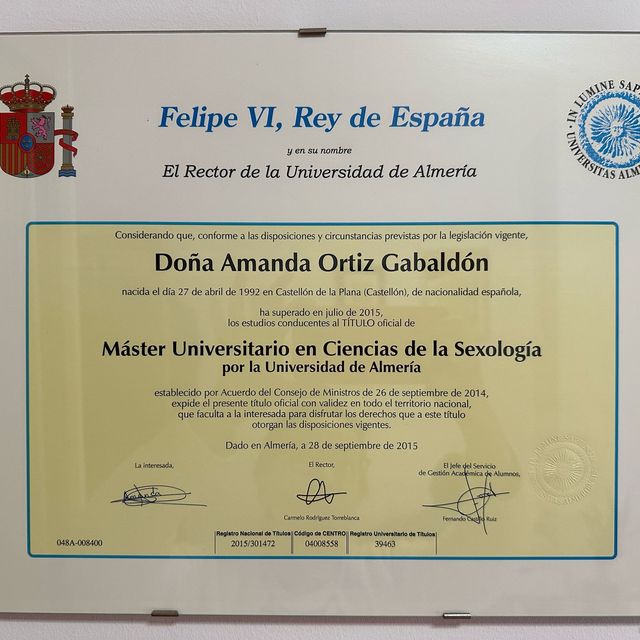 Felipe VI, Rey de España
y en su nombre
El Rector de la Universidad de Almería
IN LUMINE SAP
UNIVERSITAS ALM
Considerando que, conforme a las disposiciones y circunstancias previstas por la legislación vigente,
Doña Amanda Ortiz Gabaldón
nacida el día 27 de abril de 1992 en Castellón de la Plana (Castellón), de nacionalidad española,
ha superado en julio de 2015,
los estudios conducentes al TÍTULO oficial de
Máster Universitario en Ciencias de la Sexología
por la Universidad de Almería
establecido por Acuerdo del Consejo de Ministros de 26 de septiembre de 2014,
expide el presente título oficial con validez en todo el territorio nacional,
que faculta a la interesada para disfrutar los derechos que a este título
otorgan las disposiciones vigentes.
Dado en Almería, a 28 de septiembre de 2015
La interesada,
El Rector,
El Jefe del Servicio
de Gestión Académica de Alumnos,
Amanda
Carmelo Rodríguez Torreblanca
Fernando Castillo Ruiz
048A-008400
Registro Nacional de Títulos Código de CENTRO Registro Universitario de Títulos
2015/301472 04008558 39463